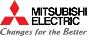 MITSUBISHI
ELECTRIC
Changes for the Better